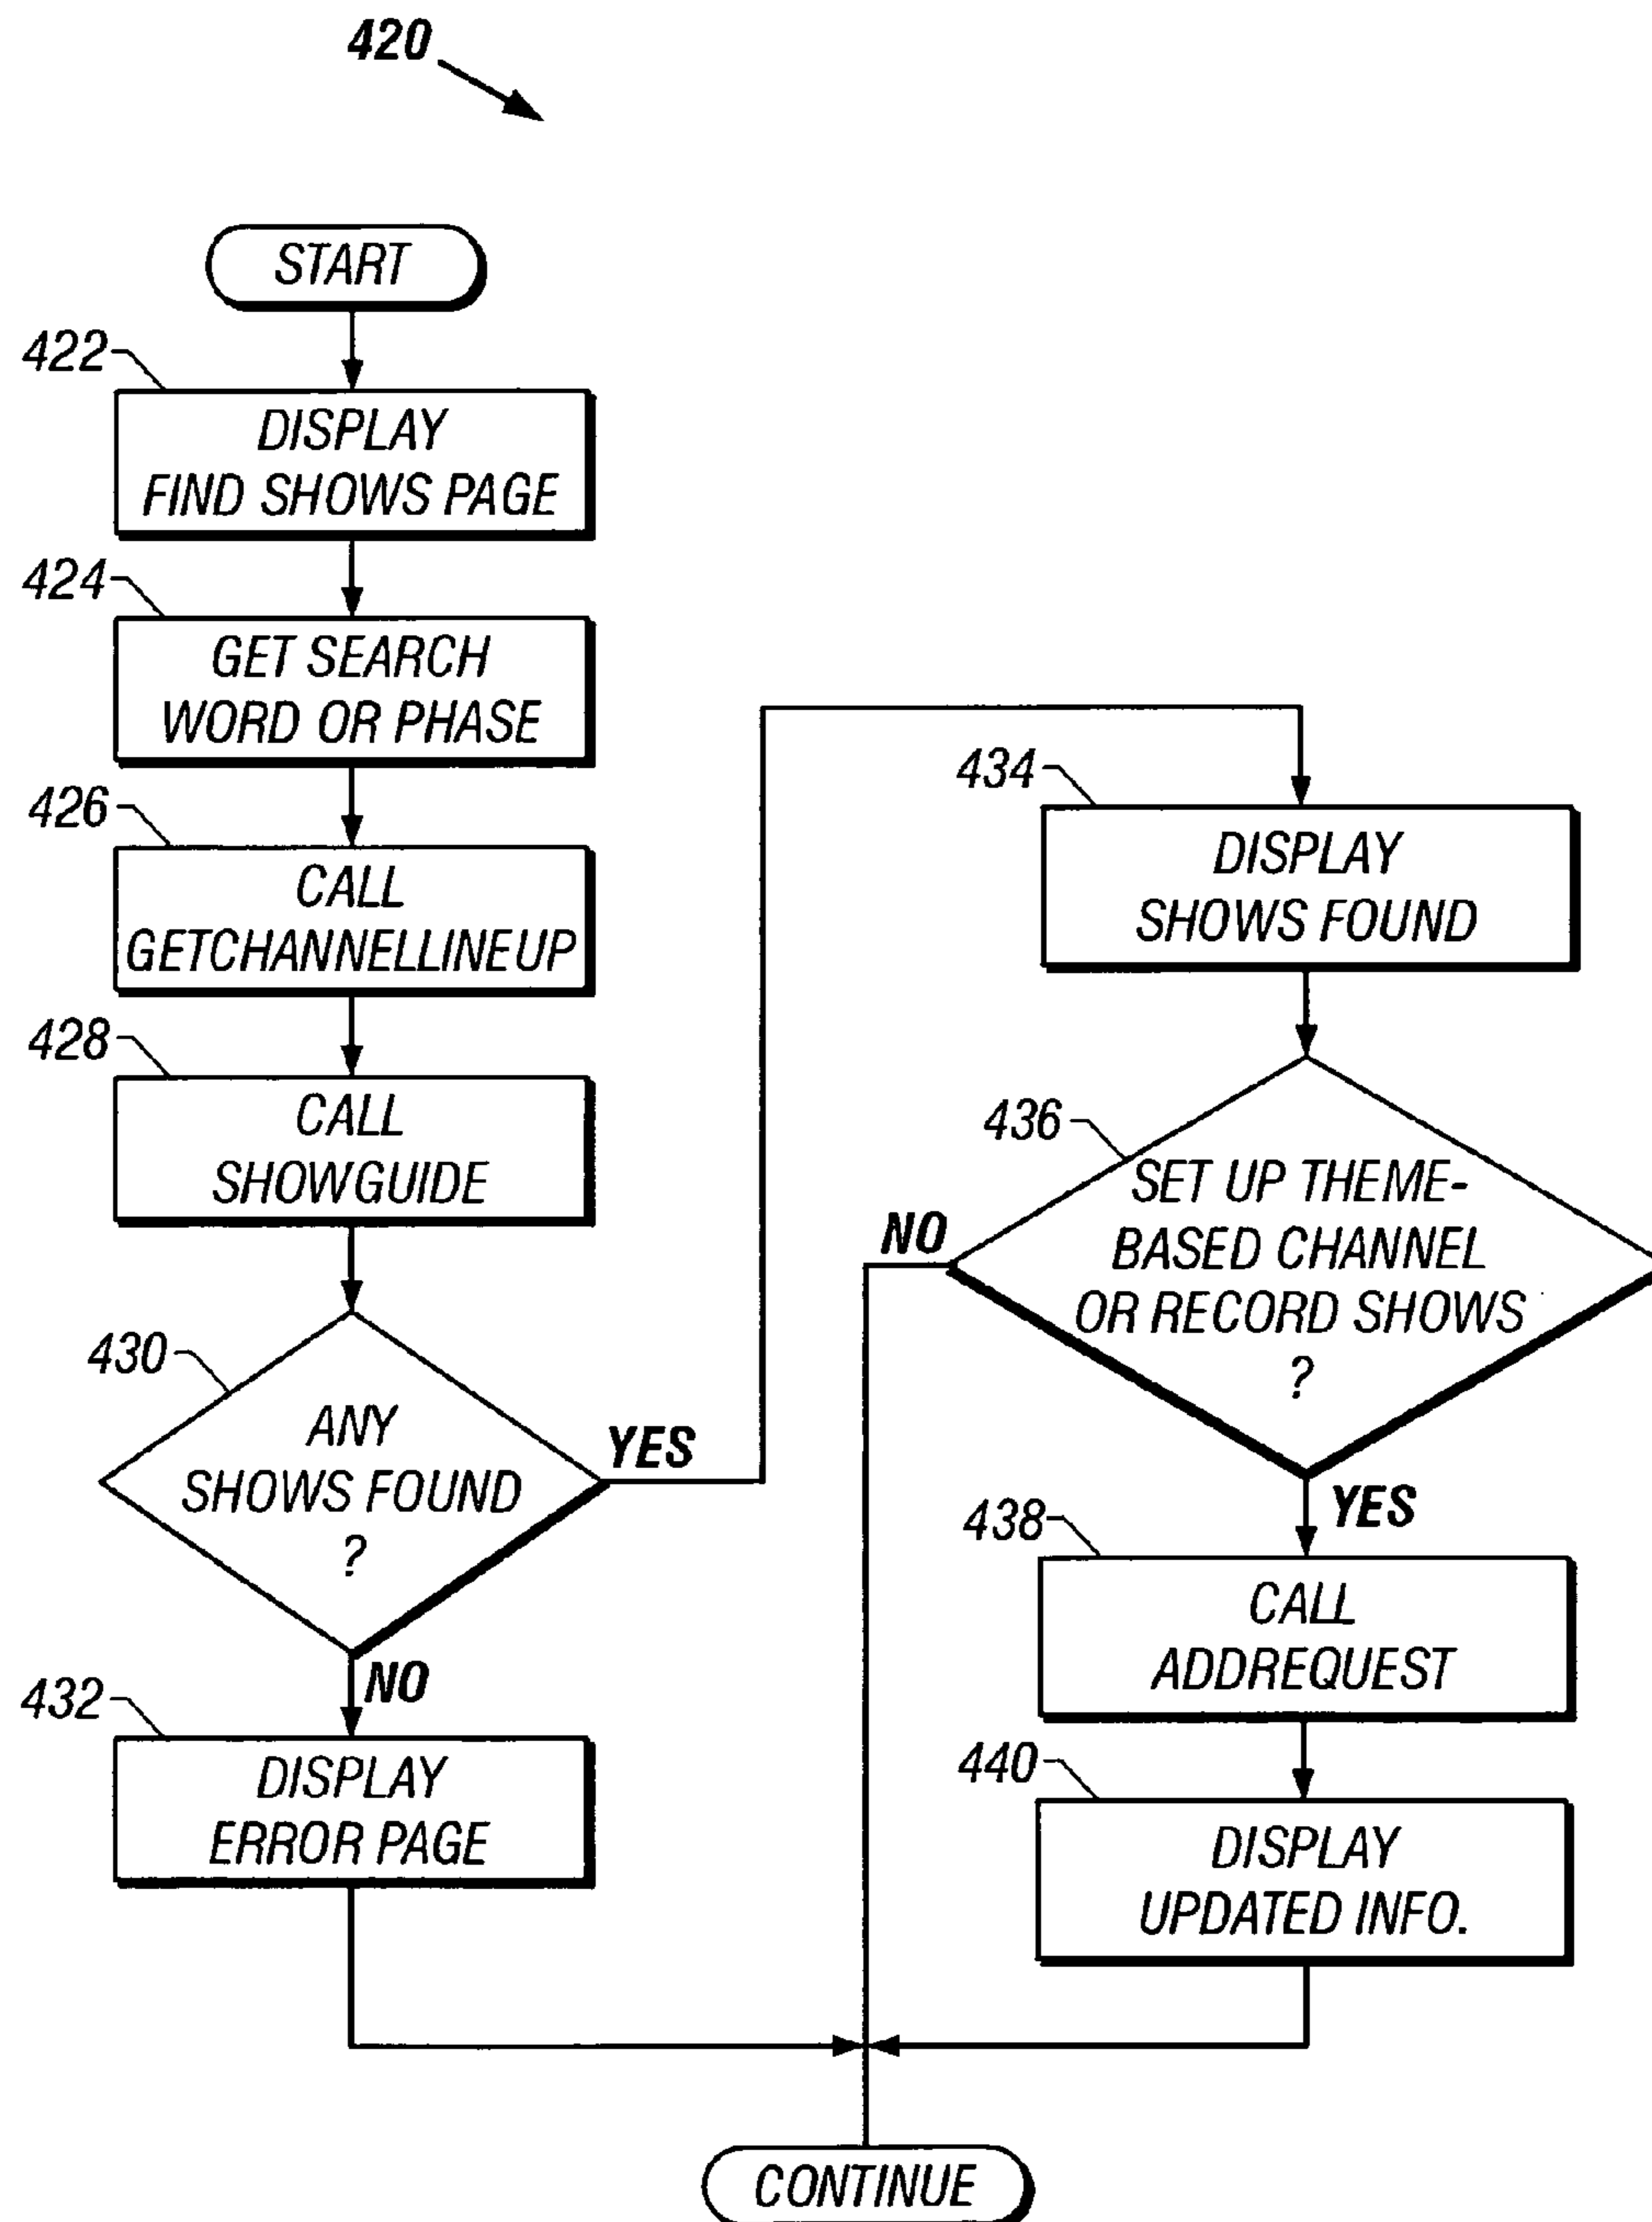 420
START
422
DISPLAY
FIND SHOWS PAGE
424
GET SEARCH
WORD OR PHASE
426
CALL
GETCHANNELLINEUP
428
CALL
SHOWGUIDE
430
ANY
SHOWS FOUND
?
YES
NO
432
DISPLAY
ERROR PAGE
434
DISPLAY
SHOWS FOUND
436
SET UP THEME-
BASED CHANNEL
OR RECORD SHOWS
?
NO
YES
438
CALL
ADDREQUEST
440
DISPLAY
UPDATED INFO.
CONTINUE